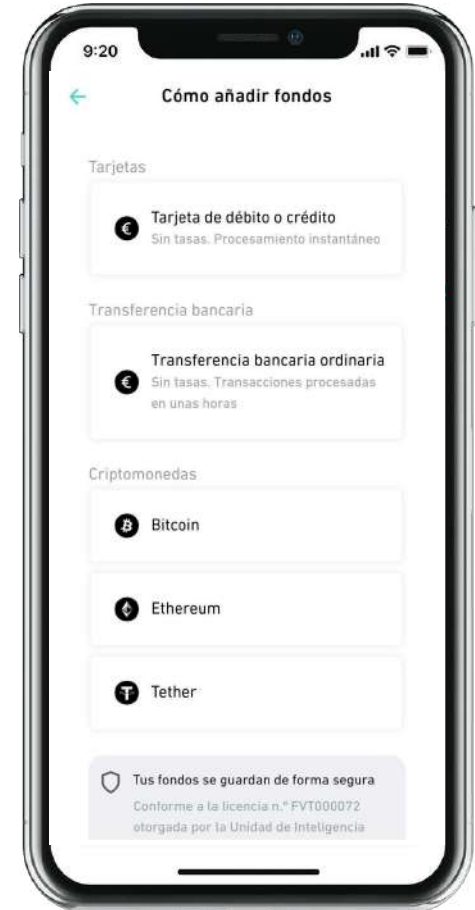 9:20
Cómo añadir fondos
Tarjetas
Tarjeta de débito o crédito
Sin tasas. Procesamiento instantáneo
Transferencia bancaria
Transferencia bancaria ordinaria
Sin tasas. Transacciones procesadas
en unas horas
Criptomonedas
Bitcoin
Ethereum
Tether
Tus fondos se guardan de forma segura
Conforme a la licencia n.º FVT000072
otorgada por la Unidad de Inteligencia